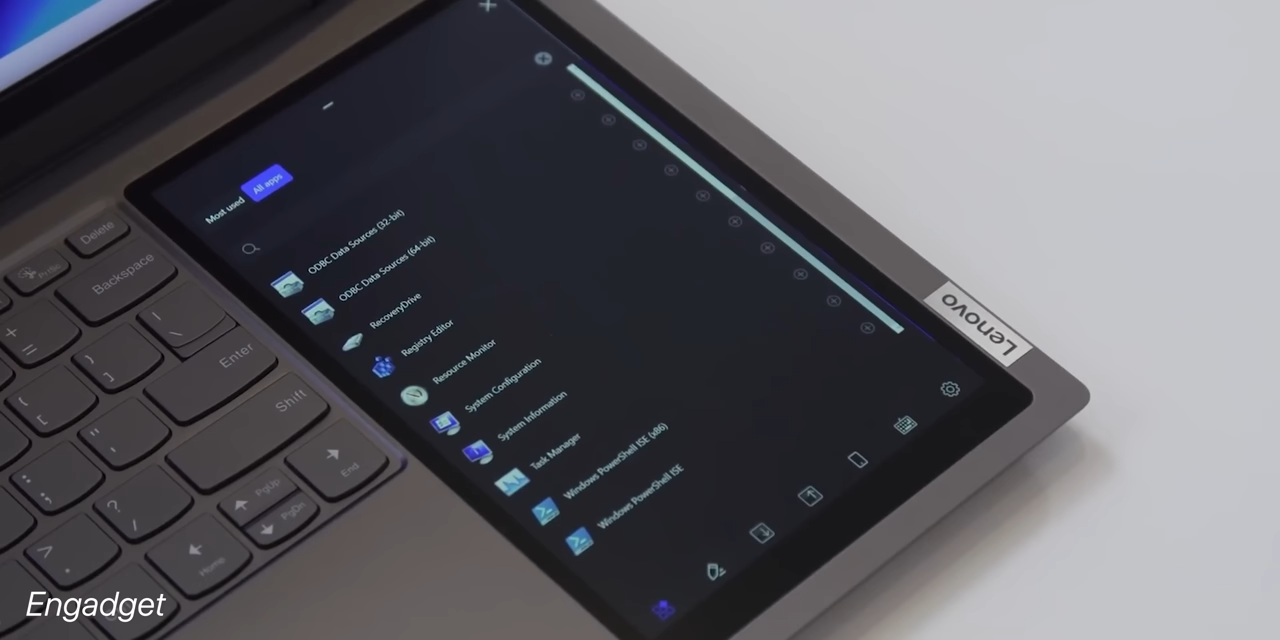 Most used
All apps
ODBC Data Sources (32-bit)
ODBC Data Sources (64-bit)
RecoveryDrive
Registry Editor
Resource Monitor
System Configuration
System Information
Task Manager
Windows PowerShell ISE (x86)
Windows PowerShell ISE
Lenovo
Delete
Backspace
+
=
}
]
|
\
Enter
{
[
"
'
Shift
:
;
?
/
End
PgUp
PgDn
>
.
Home
Engadget